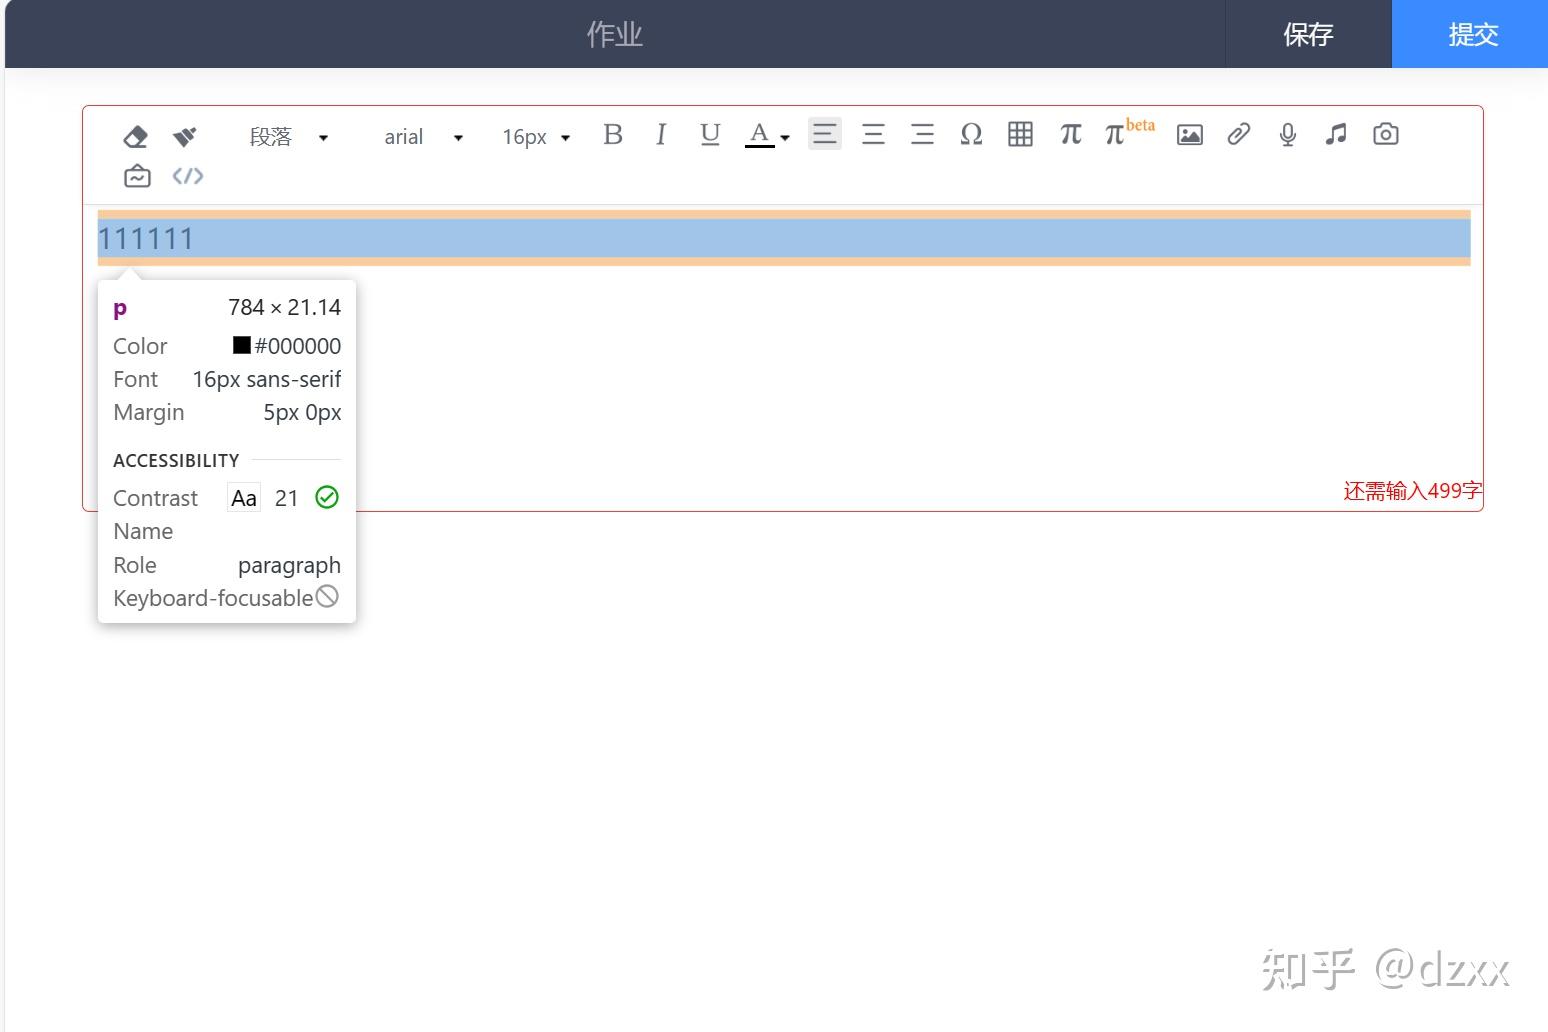 作业
保存
提交
段落
arial
16px
B I U A Ω π π beta
</>
111111
p 784 × 21.14
Color #000000
Font 16px sans-serif
Margin 5px 0px
ACCESSIBILITY
Contrast Aa 21
Name
Role paragraph
Keyboard-focusable
还需输入499字
知乎 @dzxx